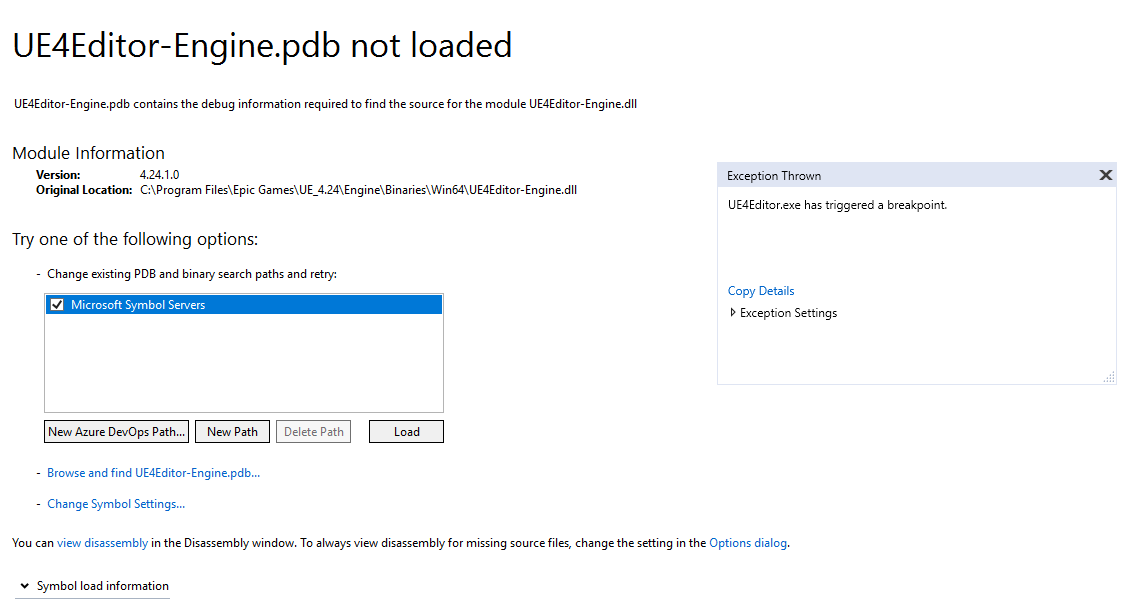 UE4Editor-Engine.pdb not loaded
UE4Editor-Engine.pdb contains the debug information required to find the source for the module UE4Editor-Engine.dll
Module Information
Version: 4.24.1.0
Original Location: C:\Program Files\Epic Games\UE_4.24\Engine\Binaries\Win64\UE4Editor-Engine.dll
Try one of the following options:
- Change existing PDB and binary search paths and retry:
Microsoft Symbol Servers
New Azure DevOps Path... New Path Delete Path Load
- Browse and find UE4Editor-Engine.pdb...
- Change Symbol Settings...
You can view disassembly in the Disassembly window. To always view disassembly for missing source files, change the setting in the Options dialog.
Symbol load information
Exception Thrown
UE4Editor.exe has triggered a breakpoint.
Copy Details
Exception Settings